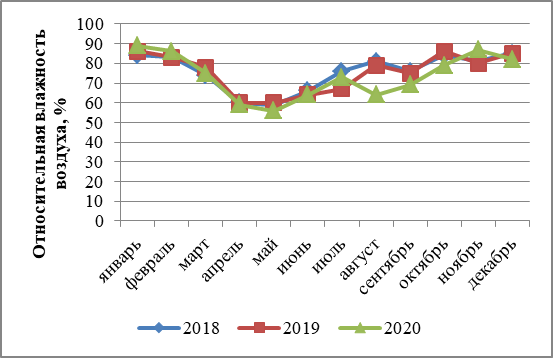 Относительная влажность
воздуха, %
100
90
80
70
60
50
40
30
20
10
0
январь
февраль
март
апрель
май
июнь
июль
август
сентябрь
октябрь
ноябрь
декабрь
2018 2019 2020